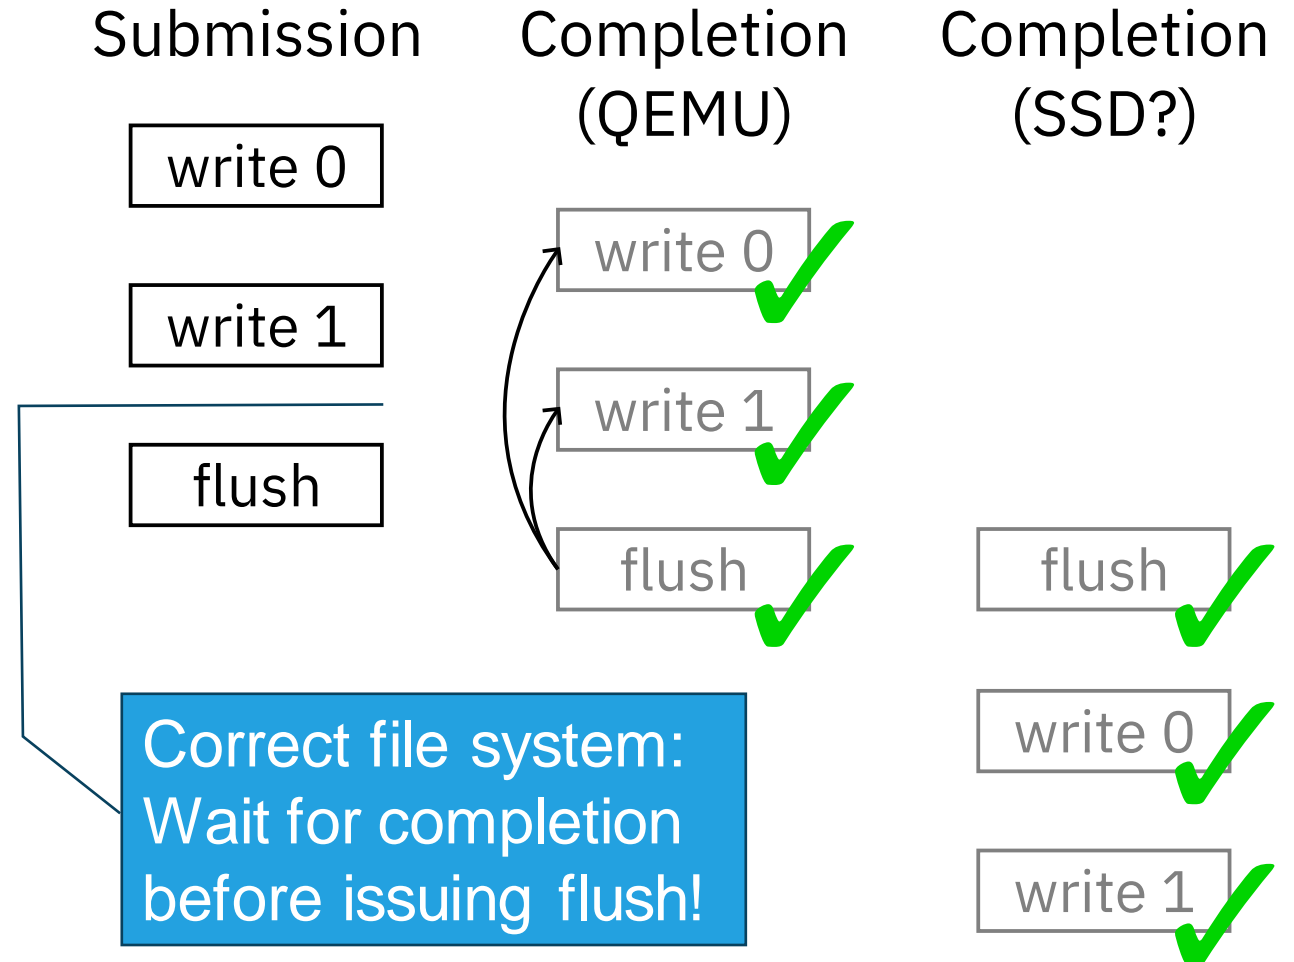 Submission
write 0
write 1
flush
Completion
(QEMU)
write 0
write 1
flush
Completion
(SSD?)
flush
write 0
write 1
Correct file system:
Wait for completion
before issuing flush!